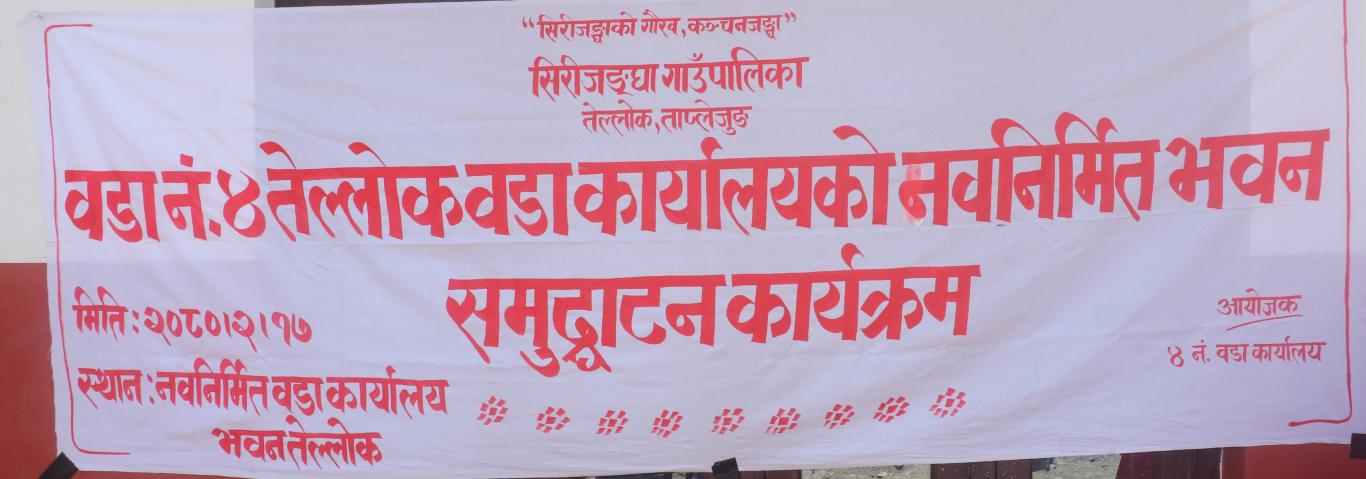 “सिरीजङ्घाको गौरव, कञ्चनजङ्घा”
सिरीजङ्घा गाउँपालिका
तेल्लोक, ताप्लेजुङ
वडा नं. ४ तेल्लोक वडा कार्यालयको नवनिर्मित भवन
समुद्घाटन कार्यक्रम
मिति : २०८०।२।१७
स्थान : नवनिर्मित वडा कार्यालय
भवन तेल्लोक
आयोजक
४ नं. वडा कार्यालय